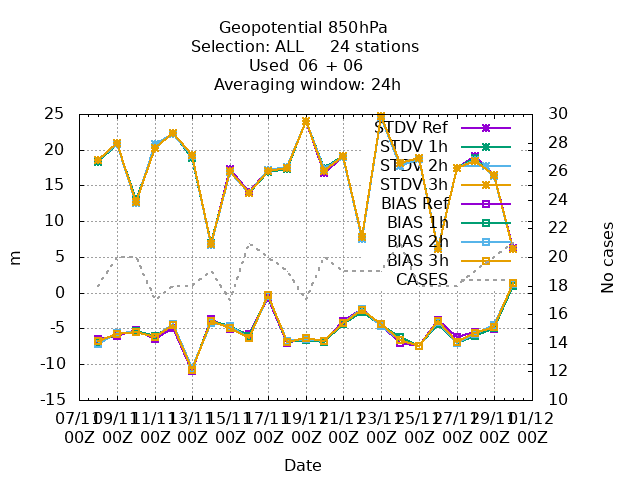 Geopotential 850hPa
Selection: ALL 24 stations
Used 06 + 06
Averaging window: 24h
25 30
20 28
15 26
10 24
5 22
0 20
-5 18
-10 16
-15 14
12
10
m
No cases
STDV Ref
STDV 1h
STDV 2h
STDV 3h
BIAS Ref
BIAS 1h
BIAS 2h
BIAS 3h
CASES
07/11 09/11 11/11 13/11 15/11 17/11 19/11 21/11 23/11 25/11 27/11 29/11 01/12
00Z 00Z 00Z 00Z 00Z 00Z 00Z 00Z 00Z 00Z 00Z 00Z 00Z
Date